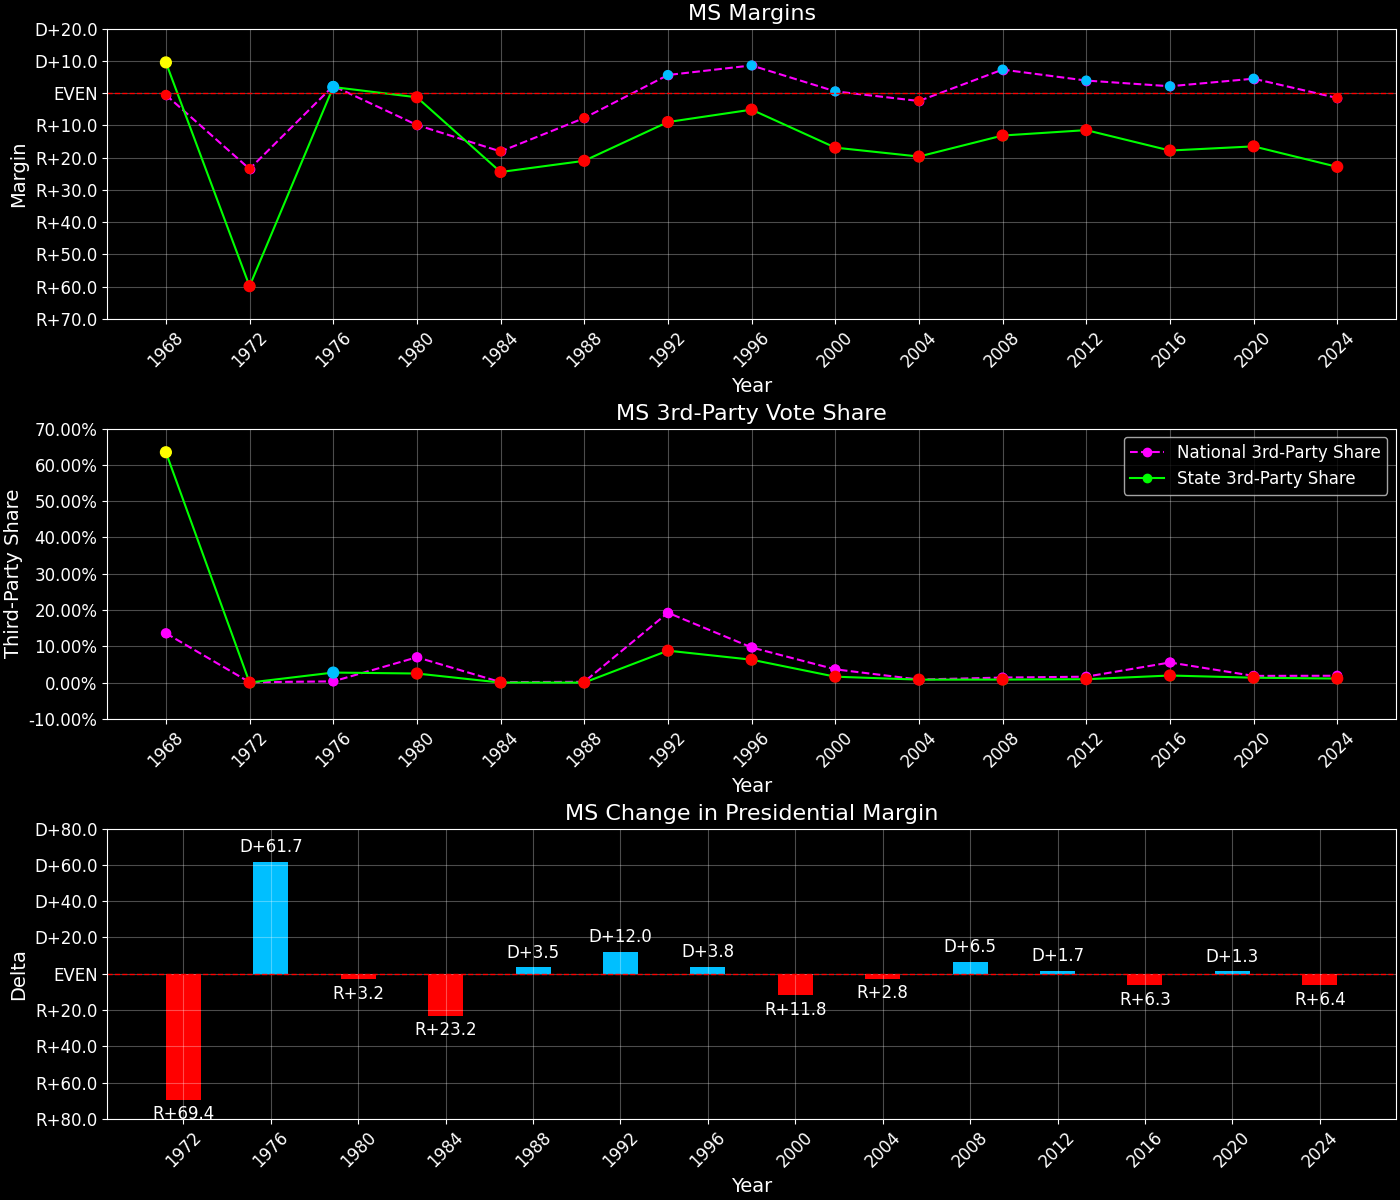 MS Margins
D+20.0
D+10.0
EVEN
R+10.0
R+20.0
R+30.0
R+40.0
R+50.0
R+60.0
R+70.0
Margin
1968 1972 1976 1980 1984 1988 1992 1996 2000 2004 2008 2012 2016 2020 2024
Year
MS 3rd-Party Vote Share
70.00%
60.00%
50.00%
40.00%
30.00%
20.00%
10.00%
0.00%
-10.00%
Third-Party Share
National 3rd-Party Share
State 3rd-Party Share
1968 1972 1976 1980 1984 1988 1992 1996 2000 2004 2008 2012 2016 2020 2024
Year
MS Change in Presidential Margin
D+80.0
D+60.0
D+40.0
D+20.0
EVEN
R+20.0
R+40.0
R+60.0
R+80.0
Delta
R+69.4
D+61.7
R+3.2
R+23.2
D+3.5
D+12.0
D+3.8
R+11.8
R+2.8
D+6.5
D+1.7
R+6.3
D+1.3
R+6.4
1972 1976 1980 1984 1988 1992 1996 2000 2004 2008 2012 2016 2020 2024
Year